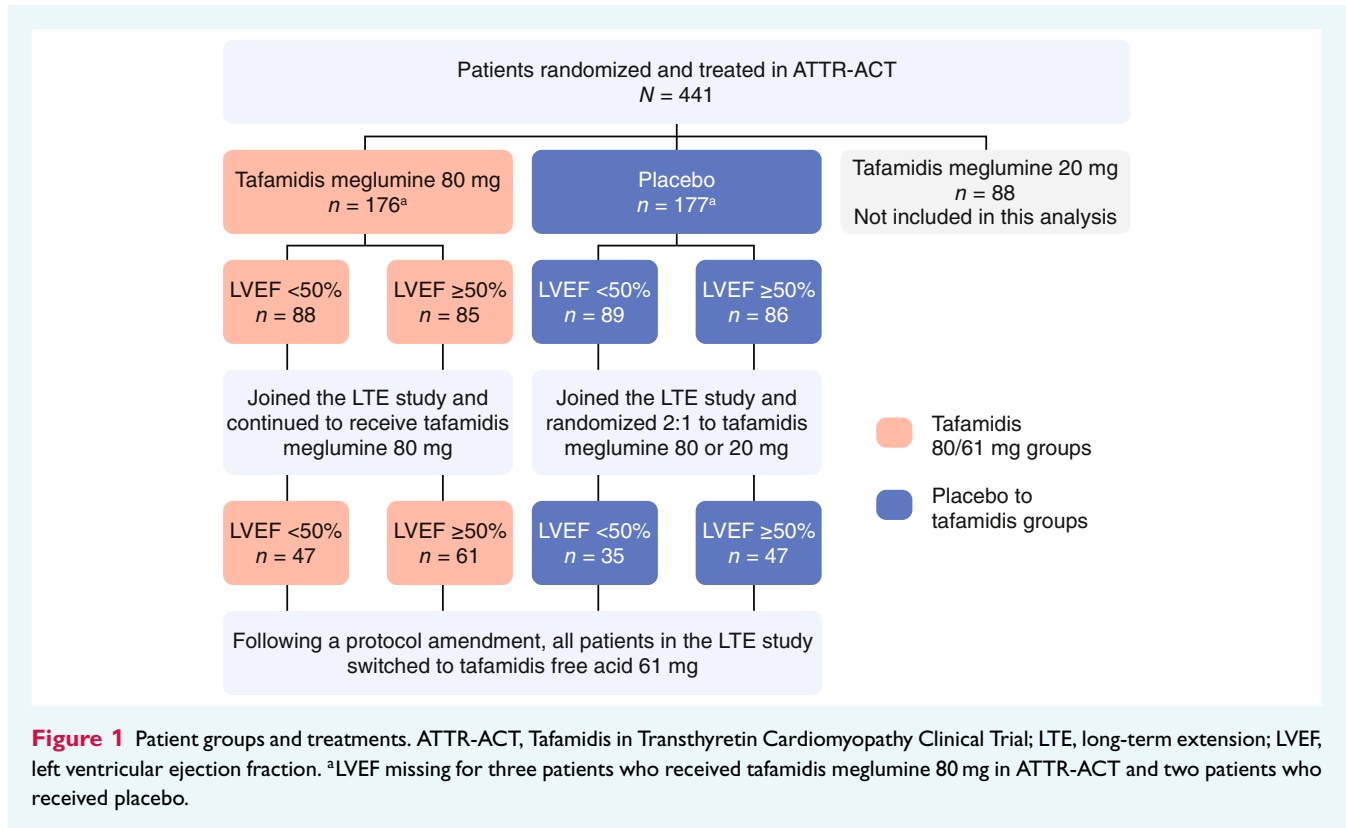 Patients randomized and treated in ATTR-ACT
N = 441
Tafamidis meglumine 80 mg
n = 176ᵃ
Placebo
n = 177ᵃ
Tafamidis meglumine 20 mg
n = 88
Not included in this analysis
LVEF <50%
n = 88
LVEF ≥50%
n = 85
LVEF <50%
n = 89
LVEF ≥50%
n = 86
Joined the LTE study and
continued to receive tafamidis
meglumine 80 mg
Joined the LTE study and
randomized 2:1 to tafamidis
meglumine 80 or 20 mg
Tafamidis
80/61 mg groups
Placebo to
tafamidis groups
LVEF <50%
n = 47
LVEF ≥50%
n = 61
LVEF <50%
n = 35
LVEF ≥50%
n = 47
Following a protocol amendment, all patients in the LTE study
switched to tafamidis free acid 61 mg
Figure 1 Patient groups and treatments. ATTR-ACT, Tafamidis in Transthyretin Cardiomyopathy Clinical Trial; LTE, long-term extension; LVEF,
left ventricular ejection fraction. ᵃLVEF missing for three patients who received tafamidis meglumine 80 mg in ATTR-ACT and two patients who
received placebo.